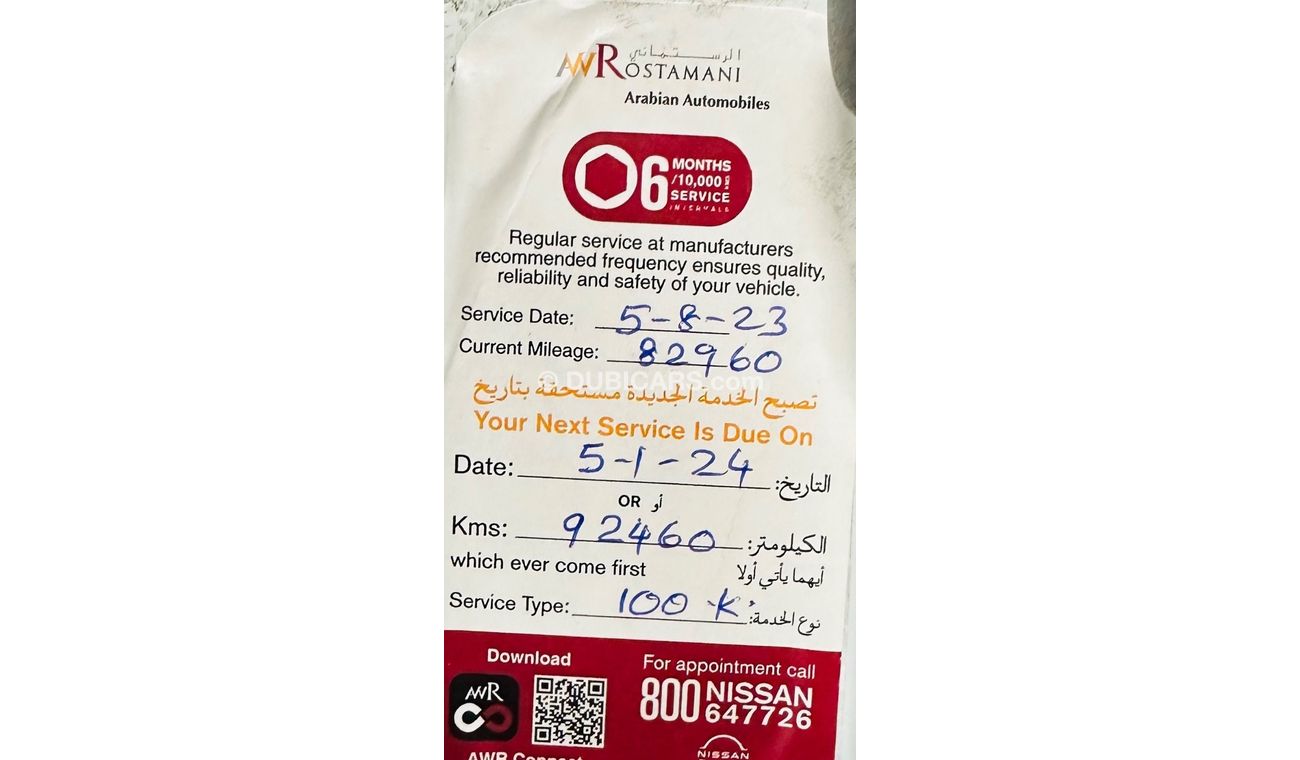 الرستماني
AWROSTAMANI
Arabian Automobiles
06 MONTHS
/10,000
SERVICE
INTERVALS
Regular service at manufacturers
recommended frequency ensures quality,
reliability and safety of your vehicle.
Service Date: 5-8-23
Current Mileage: 82960
© DUBICARS.com
تصبح الخدمة الجديدة مستحقة بتاريخ
Your Next Service Is Due On
Date: 5-1-24 التاريخ:
OR أو
Kms: 92460 الكيلومتر:
which ever come first أيهما يأتي أولا
Service Type: 100 K نوع الخدمة:
Download
For appointment call
AWR
800 NISSAN
647726
AWR Connect
NISSAN